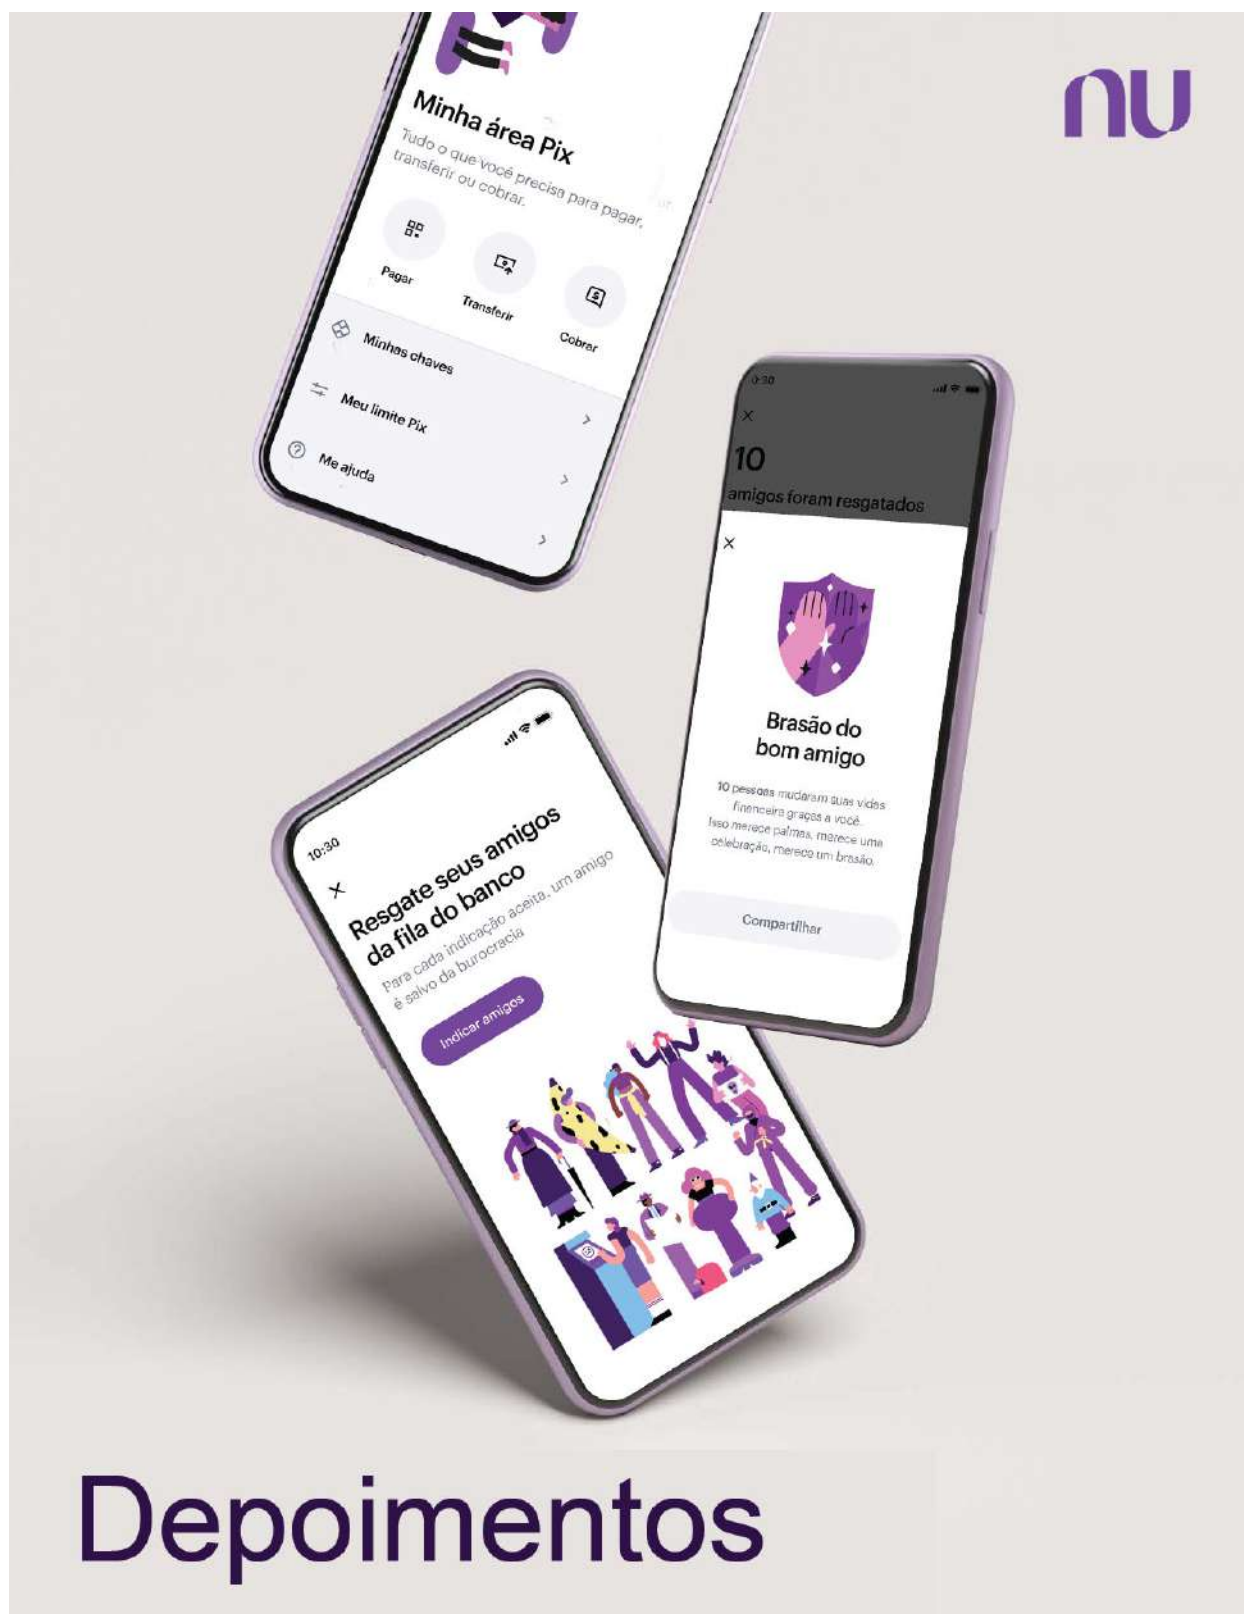 nu
Minha área Pix
Tudo o que você precisa para pagar,
transferir ou cobrar.
Pagar
Transferir
Cobrar
Minhas chaves
Meu limite Pix
Me ajuda
0:30
10
amigos foram resgatados
Brasão do
bom amigo
10 pessoas mudaram suas vidas
financeira graças a você.
Isso merece palmas, merece uma
celebração, merece um brasão.
Compartilhar
10:30
Resgate seus amigos
da fila do banco
Para cada indicação aceita, um amigo
é salvo da burocracia
Indicar amigos
Depoimentos